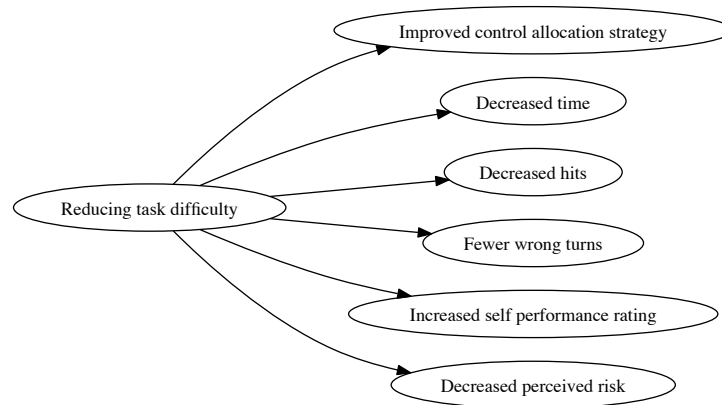 Improved control allocation strategy
Decreased time
Decreased hits
Reducing task difficulty
Fewer wrong turns
Increased self performance rating
Decreased perceived risk